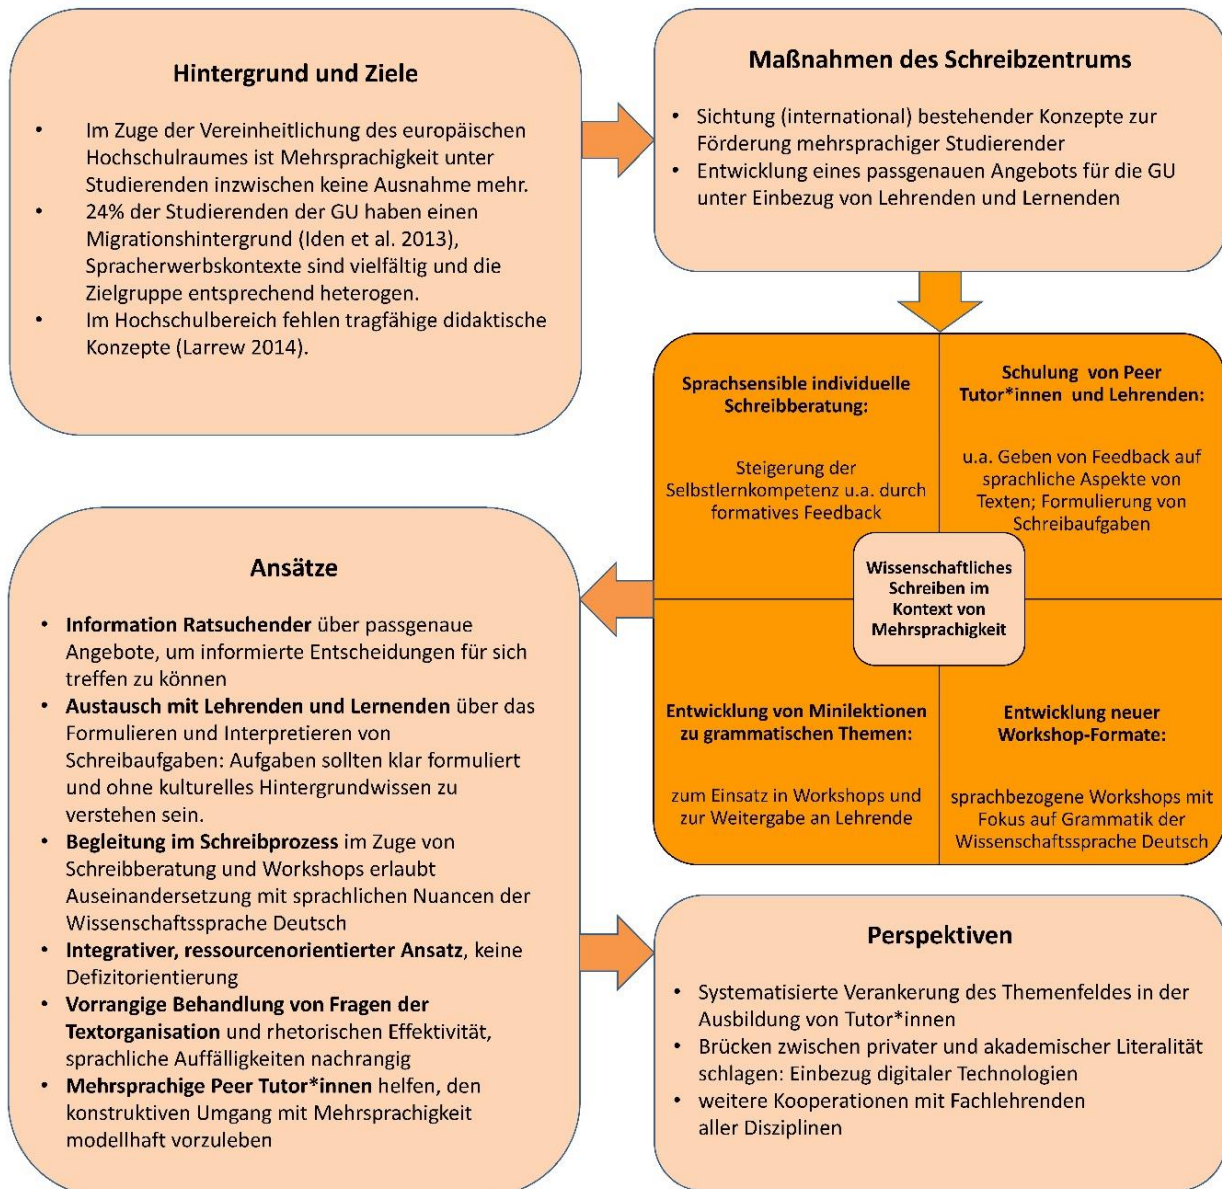 Hintergrund und Ziele
• Im Zuge der Vereinheitlichung des europäischen
Hochschulraumes ist Mehrsprachigkeit unter
Studierenden inzwischen keine Ausnahme mehr.
• 24% der Studierenden der GU haben einen
Migrationshintergrund (Iden et al. 2013),
Spracherwerbskontexte sind vielfältig und die
Zielgruppe entsprechend heterogen.
• Im Hochschulbereich fehlen tragfähige didaktische
Konzepte (Larrew 2014).
Maßnahmen des Schreibzentrums
• Sichtung (international) bestehender Konzepte zur
Förderung mehrsprachiger Studierender
• Entwicklung eines passgenauen Angebots für die GU
unter Einbezug von Lehrenden und Lernenden
Sprachsensible individuelle
Schreibberatung:
Steigerung der
Selbstlernkompetenz u.a. durch
formatives Feedback
Schulung von Peer
Tutor*innen und Lehrenden:
u.a. Geben von Feedback auf
sprachliche Aspekte von
Texten; Formulierung von
Schreibaufgaben
Wissenschaftliches
Schreiben im
Kontext von
Mehrsprachigkeit
Entwicklung von Minilektionen
zu grammatischen Themen:
zum Einsatz in Workshops und
zur Weitergabe an Lehrende
Entwicklung neuer
Workshop-Formate:
sprachbezogene Workshops mit
Fokus auf Grammatik der
Wissenschaftssprache Deutsch
Ansätze
• Information Ratsuchender über passgenaue
Angebote, um informierte Entscheidungen für sich
treffen zu können
• Austausch mit Lehrenden und Lernenden über das
Formulieren und Interpretieren von
Schreibaufgaben: Aufgaben sollten klar formuliert
und ohne kulturelles Hintergrundwissen zu
verstehen sein.
• Begleitung im Schreibprozess im Zuge von
Schreibberatung und Workshops erlaubt
Auseinandersetzung mit sprachlichen Nuancen der
Wissenschaftssprache Deutsch
• Integrativer, ressourcenorientierter Ansatz, keine
Defizitorientierung
• Vorrangige Behandlung von Fragen der
Textorganisation und rhetorischen Effektivität,
sprachliche Auffälligkeiten nachrangig
• Mehrsprachige Peer Tutor*innen helfen, den
konstruktiven Umgang mit Mehrsprachigkeit
modellhaft vorzuleben
Perspektiven
• Systematisierte Verankerung des Themenfeldes in der
Ausbildung von Tutor*innen
• Brücken zwischen privater und akademischer Literalität
schlagen: Einbezug digitaler Technologien
• weitere Kooperationen mit Fachlehrenden
aller Disziplinen